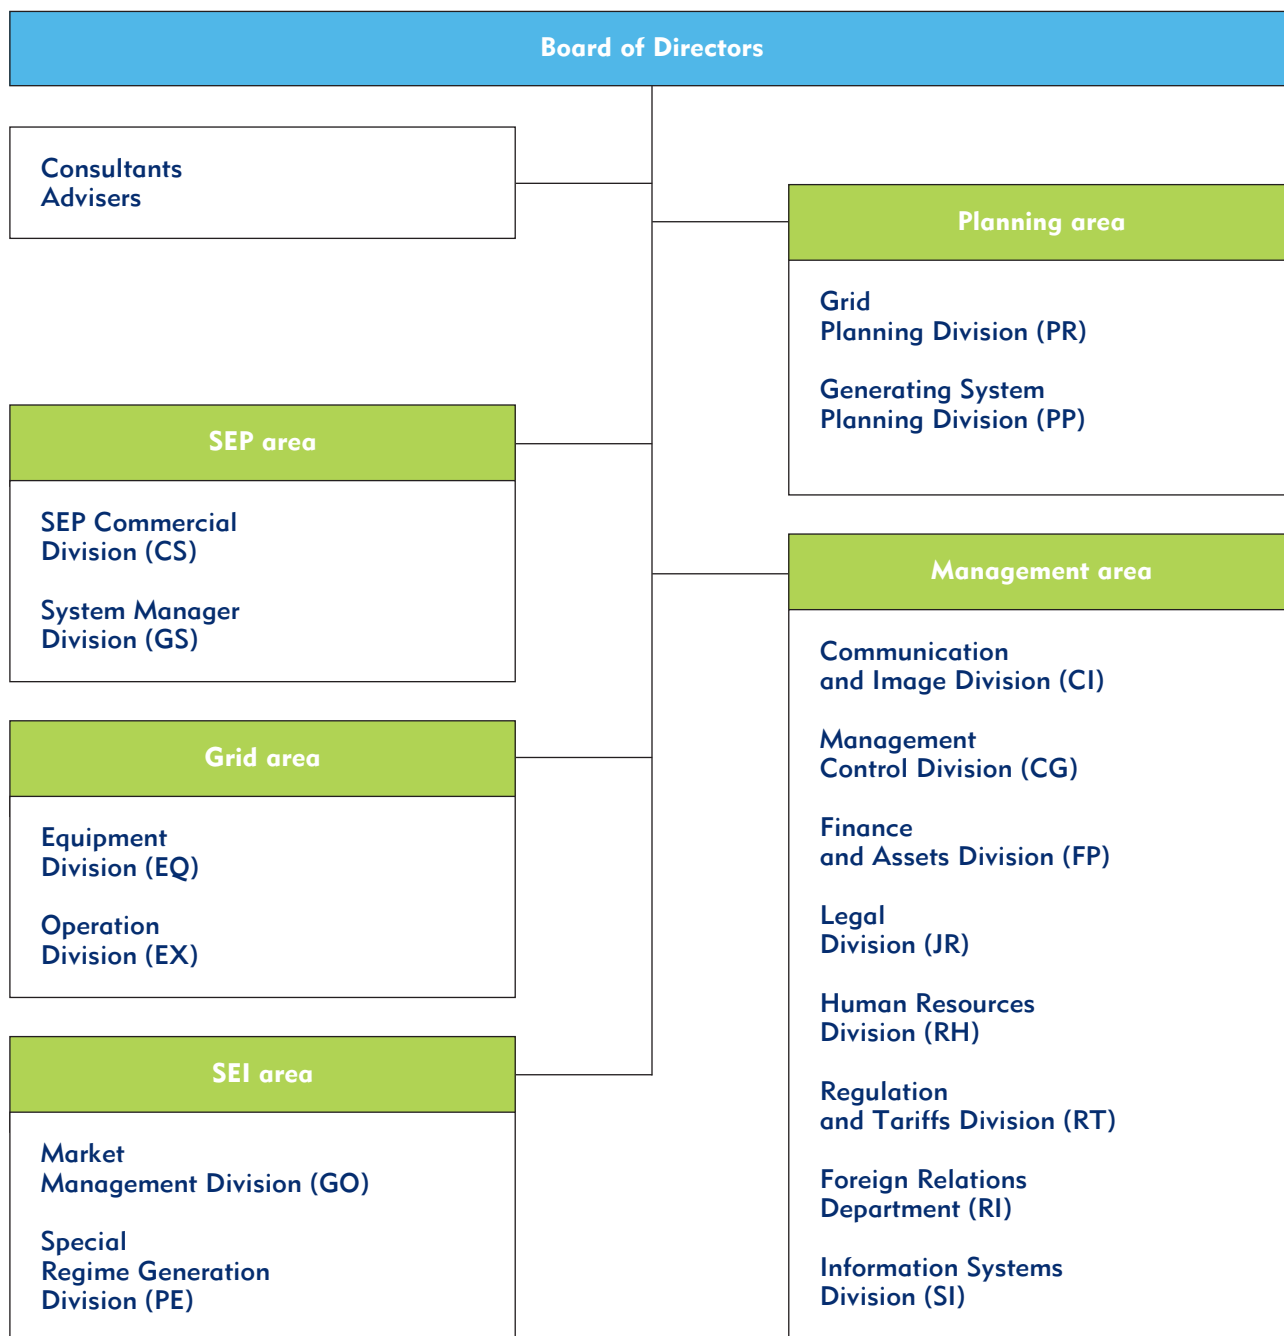 Board of Directors
Consultants
Advisers
Planning area
Grid
Planning Division (PR)
Generating System
Planning Division (PP)
SEP area
SEP Commercial
Division (CS)
System Manager
Division (GS)
Management area
Communication
and Image Division (CI)
Management
Control Division (CG)
Finance
and Assets Division (FP)
Legal
Division (JR)
Human Resources
Division (RH)
Regulation
and Tariffs Division (RT)
Foreign Relations
Department (RI)
Information Systems
Division (SI)
Grid area
Equipment
Division (EQ)
Operation
Division (EX)
SEI area
Market
Management Division (GO)
Special
Regime Generation
Division (PE)